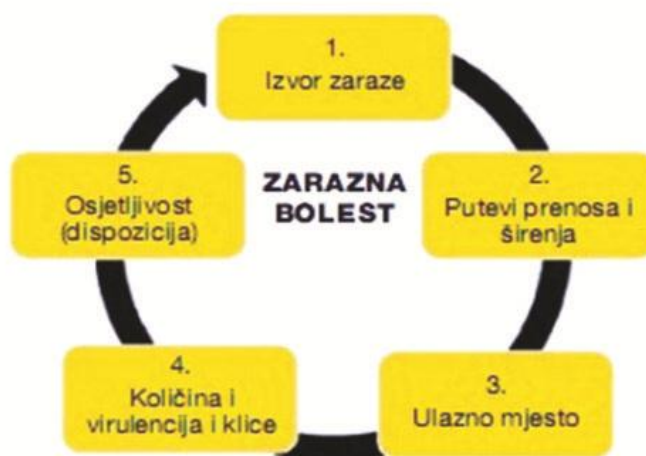 1.
Izvor zaraze
ZARAZNA
BOLEST
2.
Putevi prenosa i
širenja
3.
Ulazno mjesto
4.
Količina i
virulencija i klice
5.
Osjetljivost
(dispozicija)